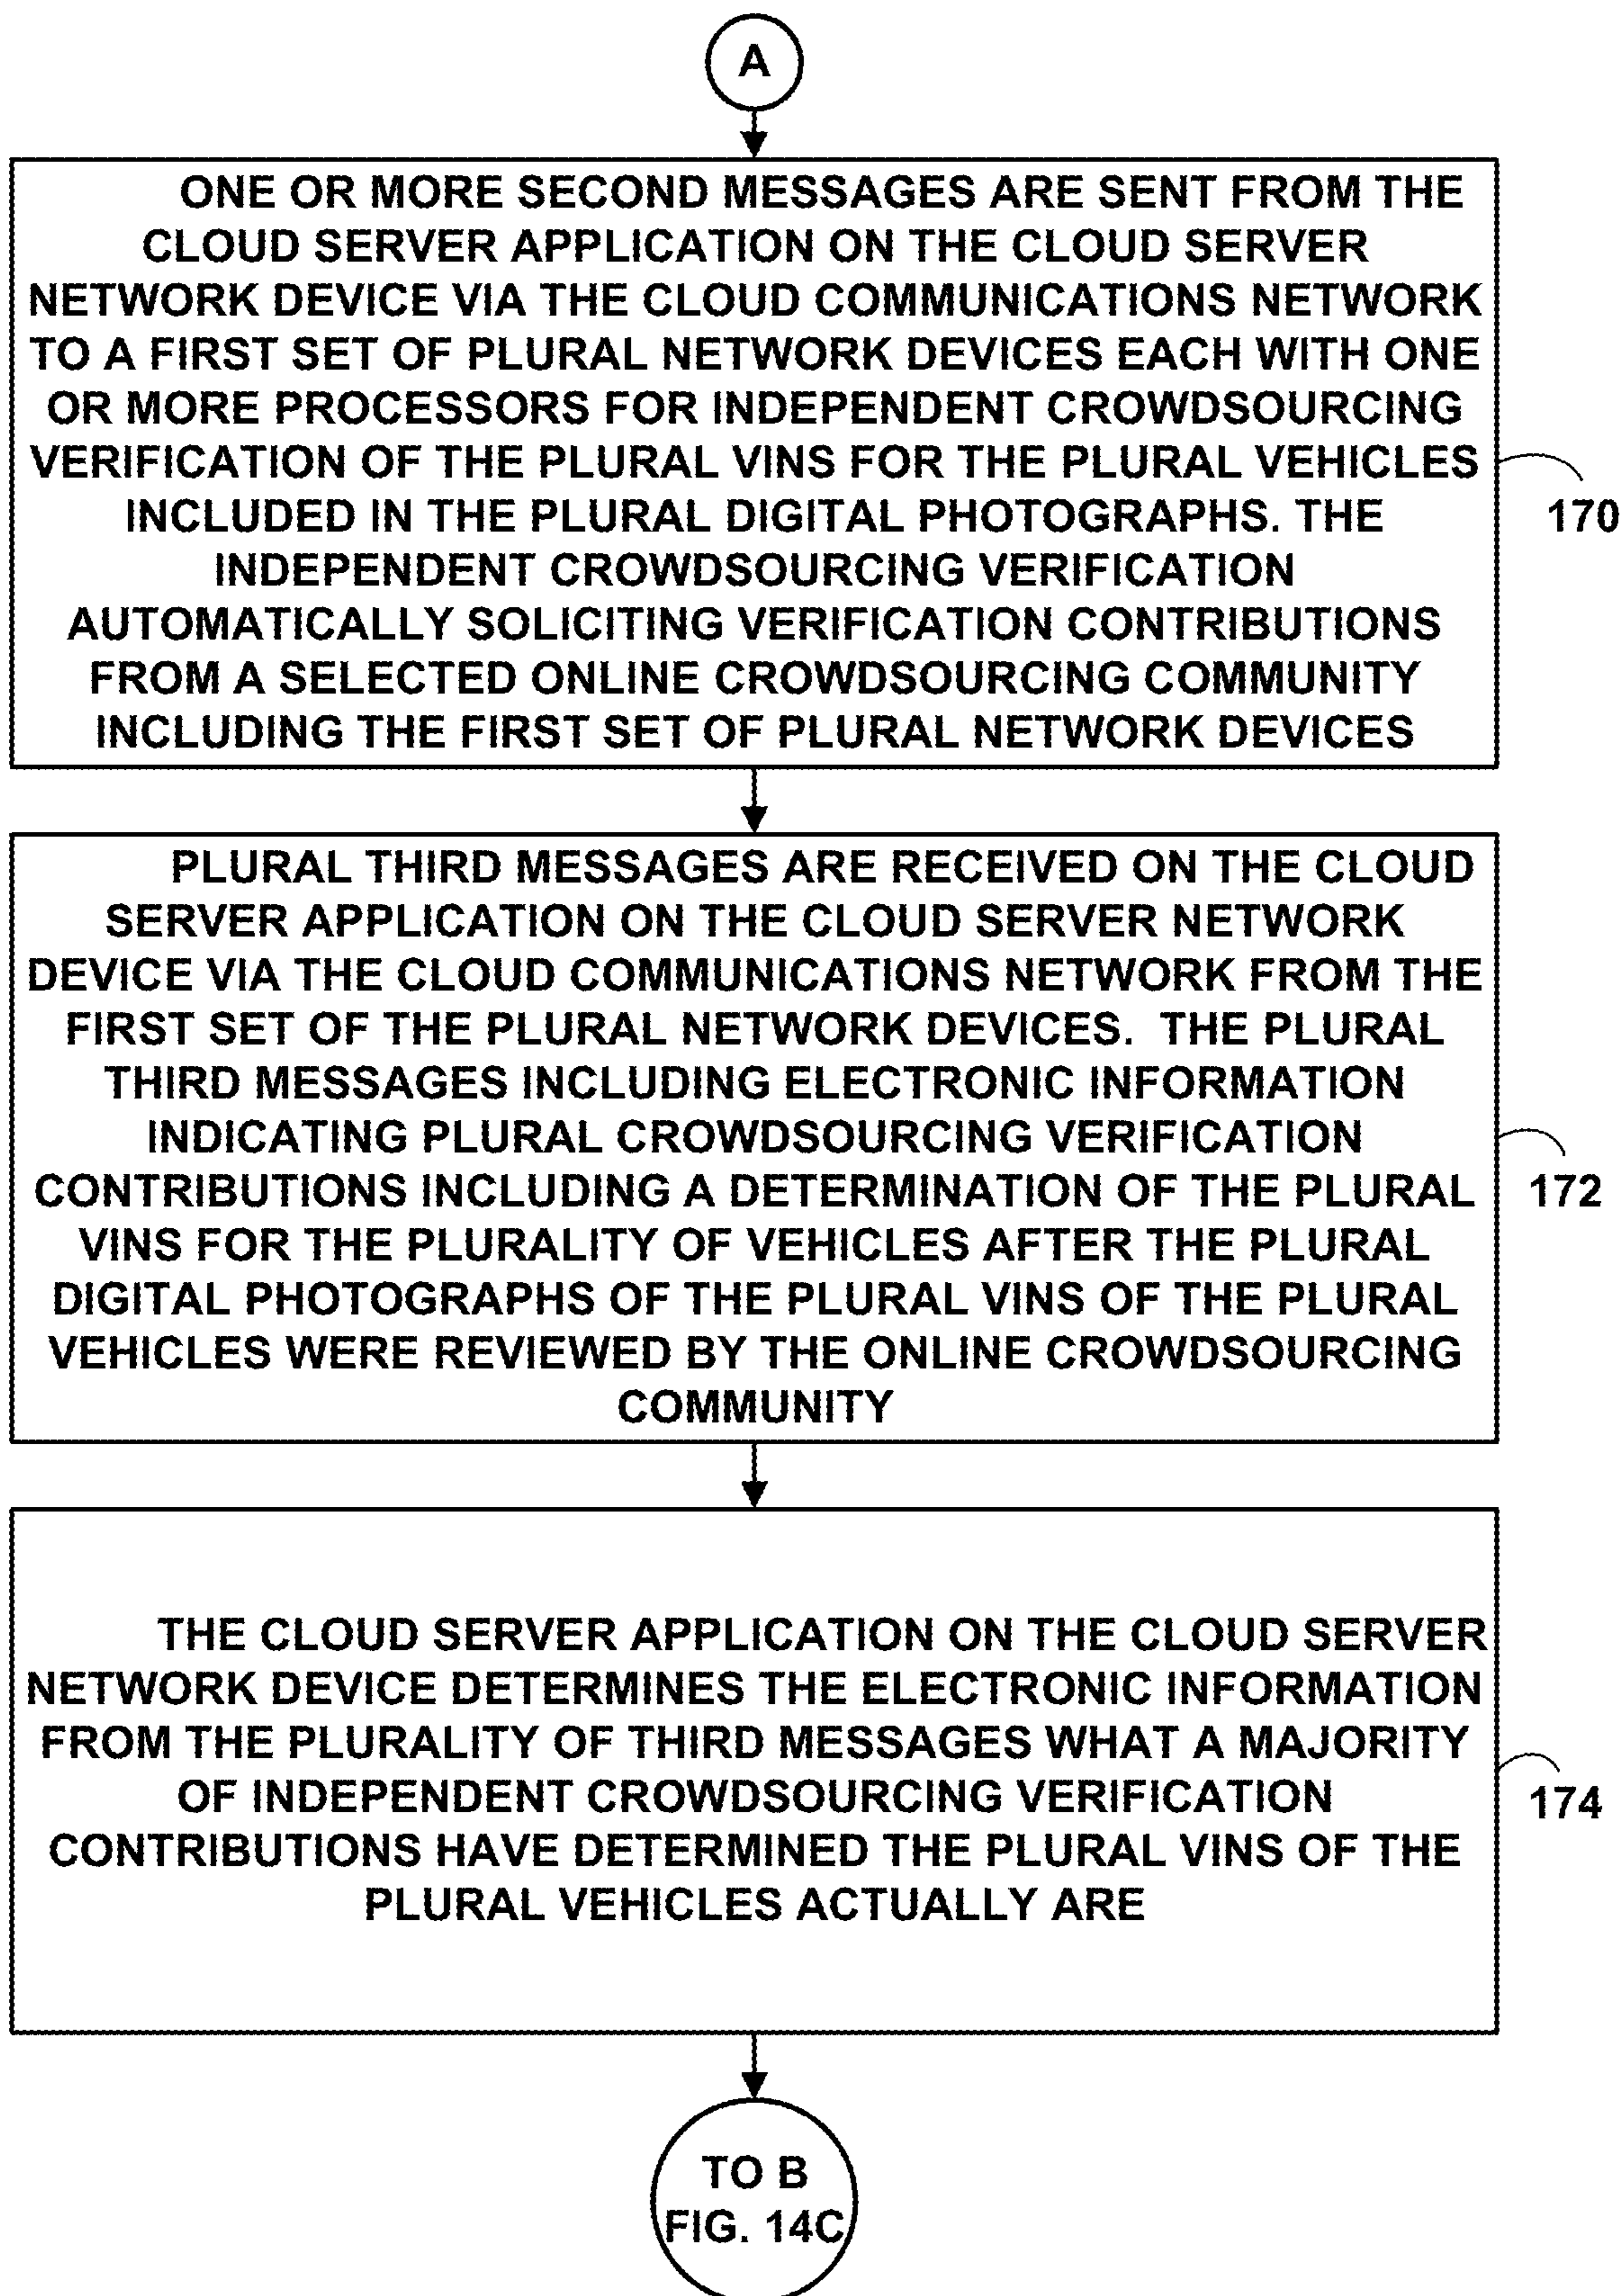 A
ONE OR MORE SECOND MESSAGES ARE SENT FROM THE
CLOUD SERVER APPLICATION ON THE CLOUD SERVER
NETWORK DEVICE VIA THE CLOUD COMMUNICATIONS NETWORK
TO A FIRST SET OF PLURAL NETWORK DEVICES EACH WITH ONE
OR MORE PROCESSORS FOR INDEPENDENT CROWDSOURCING
VERIFICATION OF THE PLURAL VINS FOR THE PLURAL VEHICLES
INCLUDED IN THE PLURAL DIGITAL PHOTOGRAPHS. THE
INDEPENDENT CROWDSOURCING VERIFICATION
AUTOMATICALLY SOLICITING VERIFICATION CONTRIBUTIONS
FROM A SELECTED ONLINE CROWDSOURCING COMMUNITY
INCLUDING THE FIRST SET OF PLURAL NETWORK DEVICES
170
PLURAL THIRD MESSAGES ARE RECEIVED ON THE CLOUD
SERVER APPLICATION ON THE CLOUD SERVER NETWORK
DEVICE VIA THE CLOUD COMMUNICATIONS NETWORK FROM THE
FIRST SET OF THE PLURAL NETWORK DEVICES. THE PLURAL
THIRD MESSAGES INCLUDING ELECTRONIC INFORMATION
INDICATING PLURAL CROWDSOURCING VERIFICATION
CONTRIBUTIONS INCLUDING A DETERMINATION OF THE PLURAL
VINS FOR THE PLURALITY OF VEHICLES AFTER THE PLURAL
DIGITAL PHOTOGRAPHS OF THE PLURAL VINS OF THE PLURAL
VEHICLES WERE REVIEWED BY THE ONLINE CROWDSOURCING
COMMUNITY
172
THE CLOUD SERVER APPLICATION ON THE CLOUD SERVER
NETWORK DEVICE DETERMINES THE ELECTRONIC INFORMATION
FROM THE PLURALITY OF THIRD MESSAGES WHAT A MAJORITY
OF INDEPENDENT CROWDSOURCING VERIFICATION
CONTRIBUTIONS HAVE DETERMINED THE PLURAL VINS OF THE
PLURAL VEHICLES ACTUALLY ARE
174
TO B
FIG. 14C